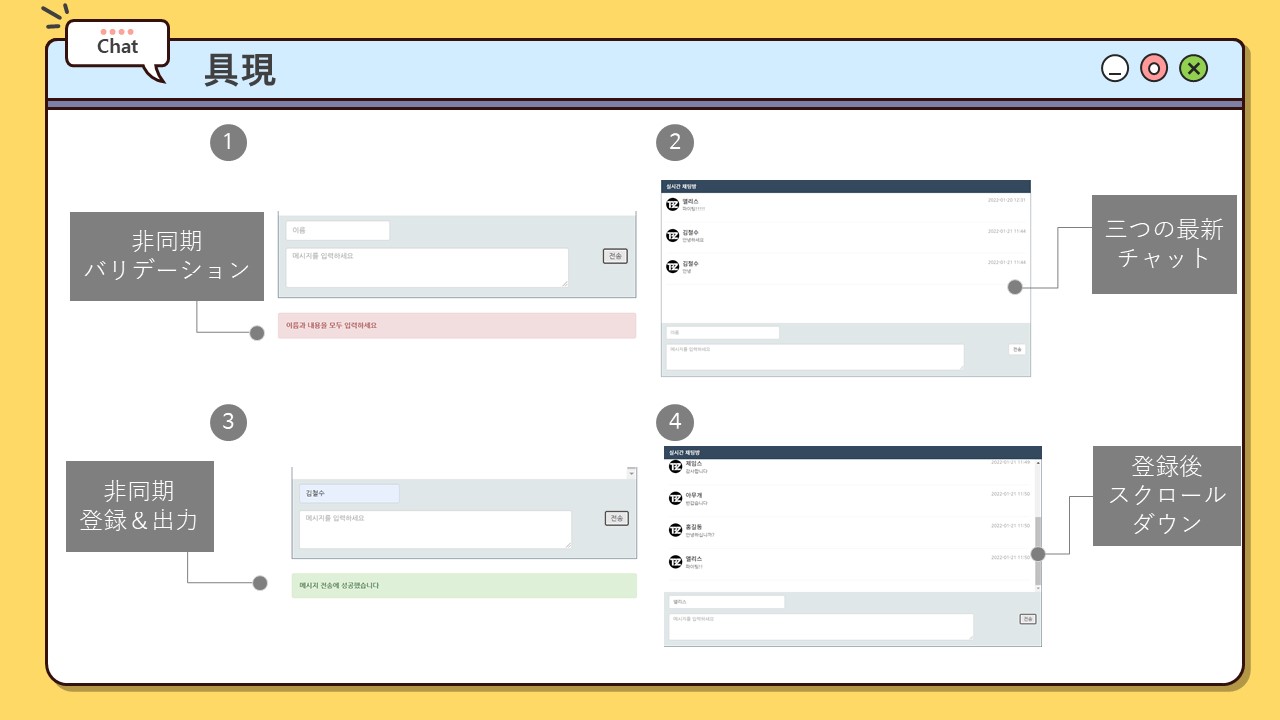 Chat
具現
1
非同期
バリデーション
이름
메시지를 입력하세요
전송
이름과 내용을 모두 입력하세요
2
실시간 채팅방
앨리스 2022-01-20 12:31
파이팅!!!!!
김철수 2022-01-21 11:44
안녕하세요
김철수 2022-01-21 11:44
안녕
이름
메시지를 입력하세요
전송
三つの最新
チャット
3
非同期
登録＆出力
김철수
메시지를 입력하세요
전송
메시지 전송에 성공했습니다
4
실시간 채팅방
제임스 2022-01-21 11:49
감사합니다
아무개 2022-01-21 11:50
반갑습니다
홍길동 2022-01-21 11:50
안녕하십니까?
앨리스 2022-01-21 11:50
파이팅!!
앨리스
메시지를 입력하세요
전송
登録後
スクロール
ダウン